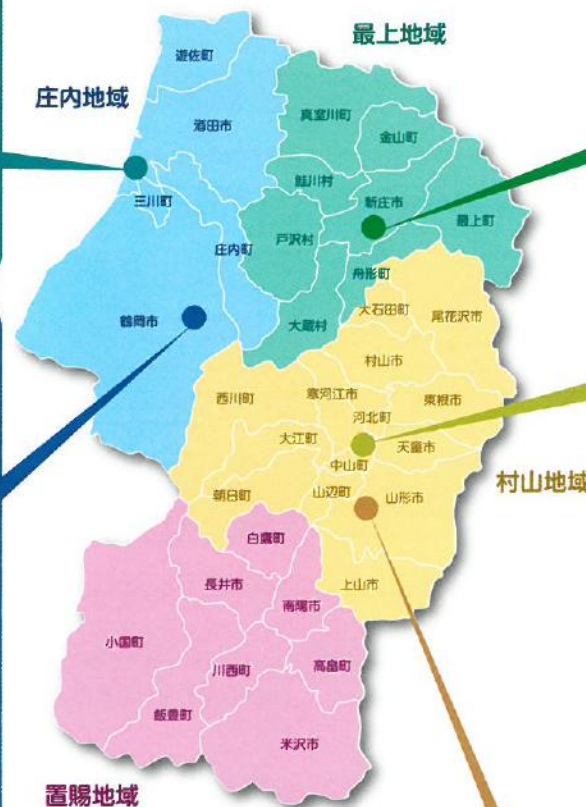 最上地域
遊佐町
庄内地域
酒田市
真室川町
金山町
鮭川村
三川町
新庄市
最上町
庄内町
戸沢村
舟形町
鶴岡市
大蔵村
大石田町
尾花沢市
村山市
西川町
寒河江市
東根市
河北町
大江町
天童市
中山町
村山地域
朝日町
山辺町
山形市
白鷹町
長井市
上山市
南陽市
小国町
川西町
高畠町
飯豊町
米沢市
置賜地域